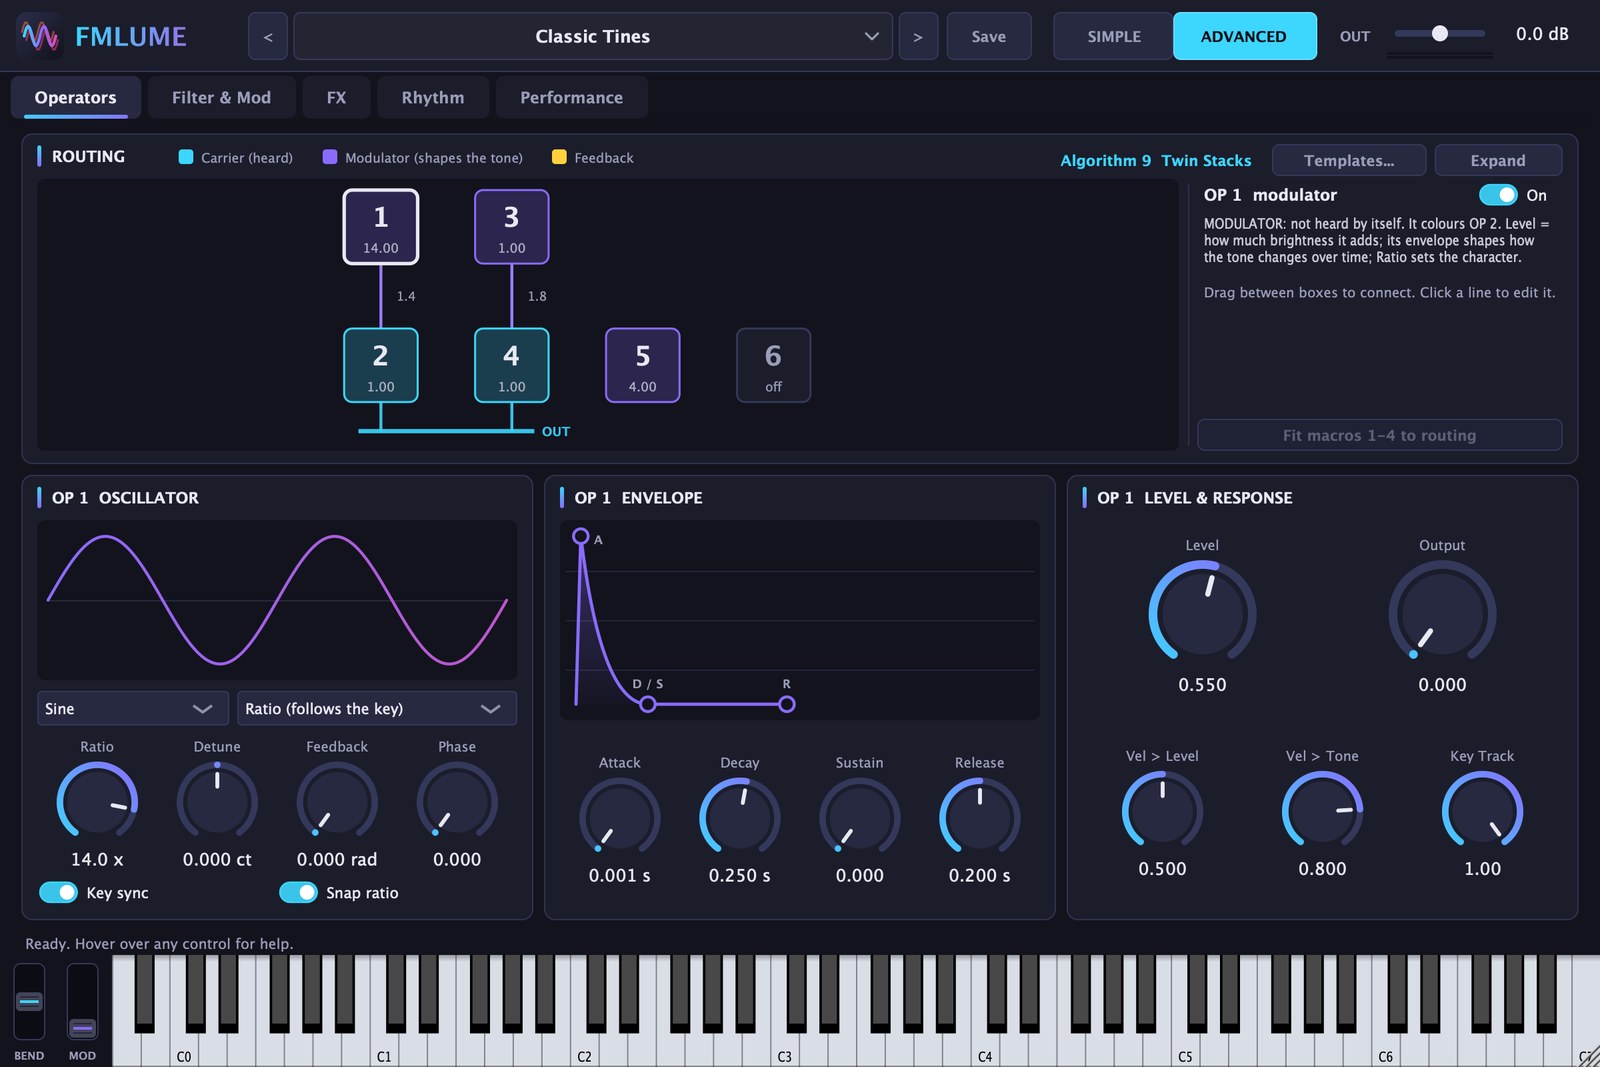 FMLUME
<
Classic Tines
>
Save
SIMPLE
ADVANCED
OUT
0.0 dB
Operators
Filter & Mod
FX
Rhythm
Performance
ROUTING
Carrier (heard)
Modulator (shapes the tone)
Feedback
Algorithm 9 Twin Stacks
Templates...
Expand
1
14.00
3
1.00
1.4
1.8
2
1.00
4
1.00
5
4.00
6
off
OUT
OP 1 modulator
On
MODULATOR: not heard by itself. It colours OP 2. Level =
how much brightness it adds; its envelope shapes how
the tone changes over time; Ratio sets the character.
Drag between boxes to connect. Click a line to edit it.
Fit macros 1-4 to routing
OP 1 OSCILLATOR
Sine
Ratio (follows the key)
Ratio
Detune
Feedback
Phase
14.0 x
0.000 ct
0.000 rad
0.000
Key sync
Snap ratio
OP 1 ENVELOPE
A
D / S
R
Attack
Decay
Sustain
Release
0.001 s
0.250 s
0.000
0.200 s
OP 1 LEVEL & RESPONSE
Level
Output
0.550
0.000
Vel > Level
Vel > Tone
Key Track
0.500
0.800
1.00
Ready. Hover over any control for help.
BEND
MOD
C0
C1
C2
C3
C4
C5
C6